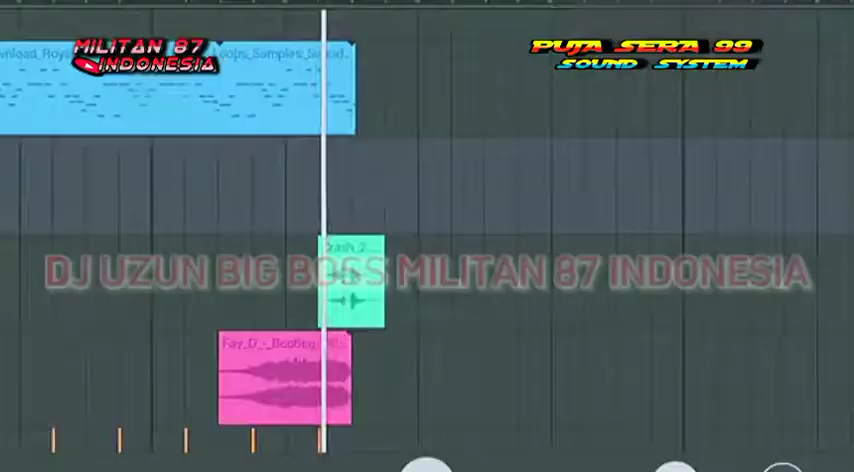 MILITAN 87
INDONESIA
PUJA SERA 99
SOUND SYSTEM
DJ UZUN BIG BOSS MILITAN 87 INDONESIA